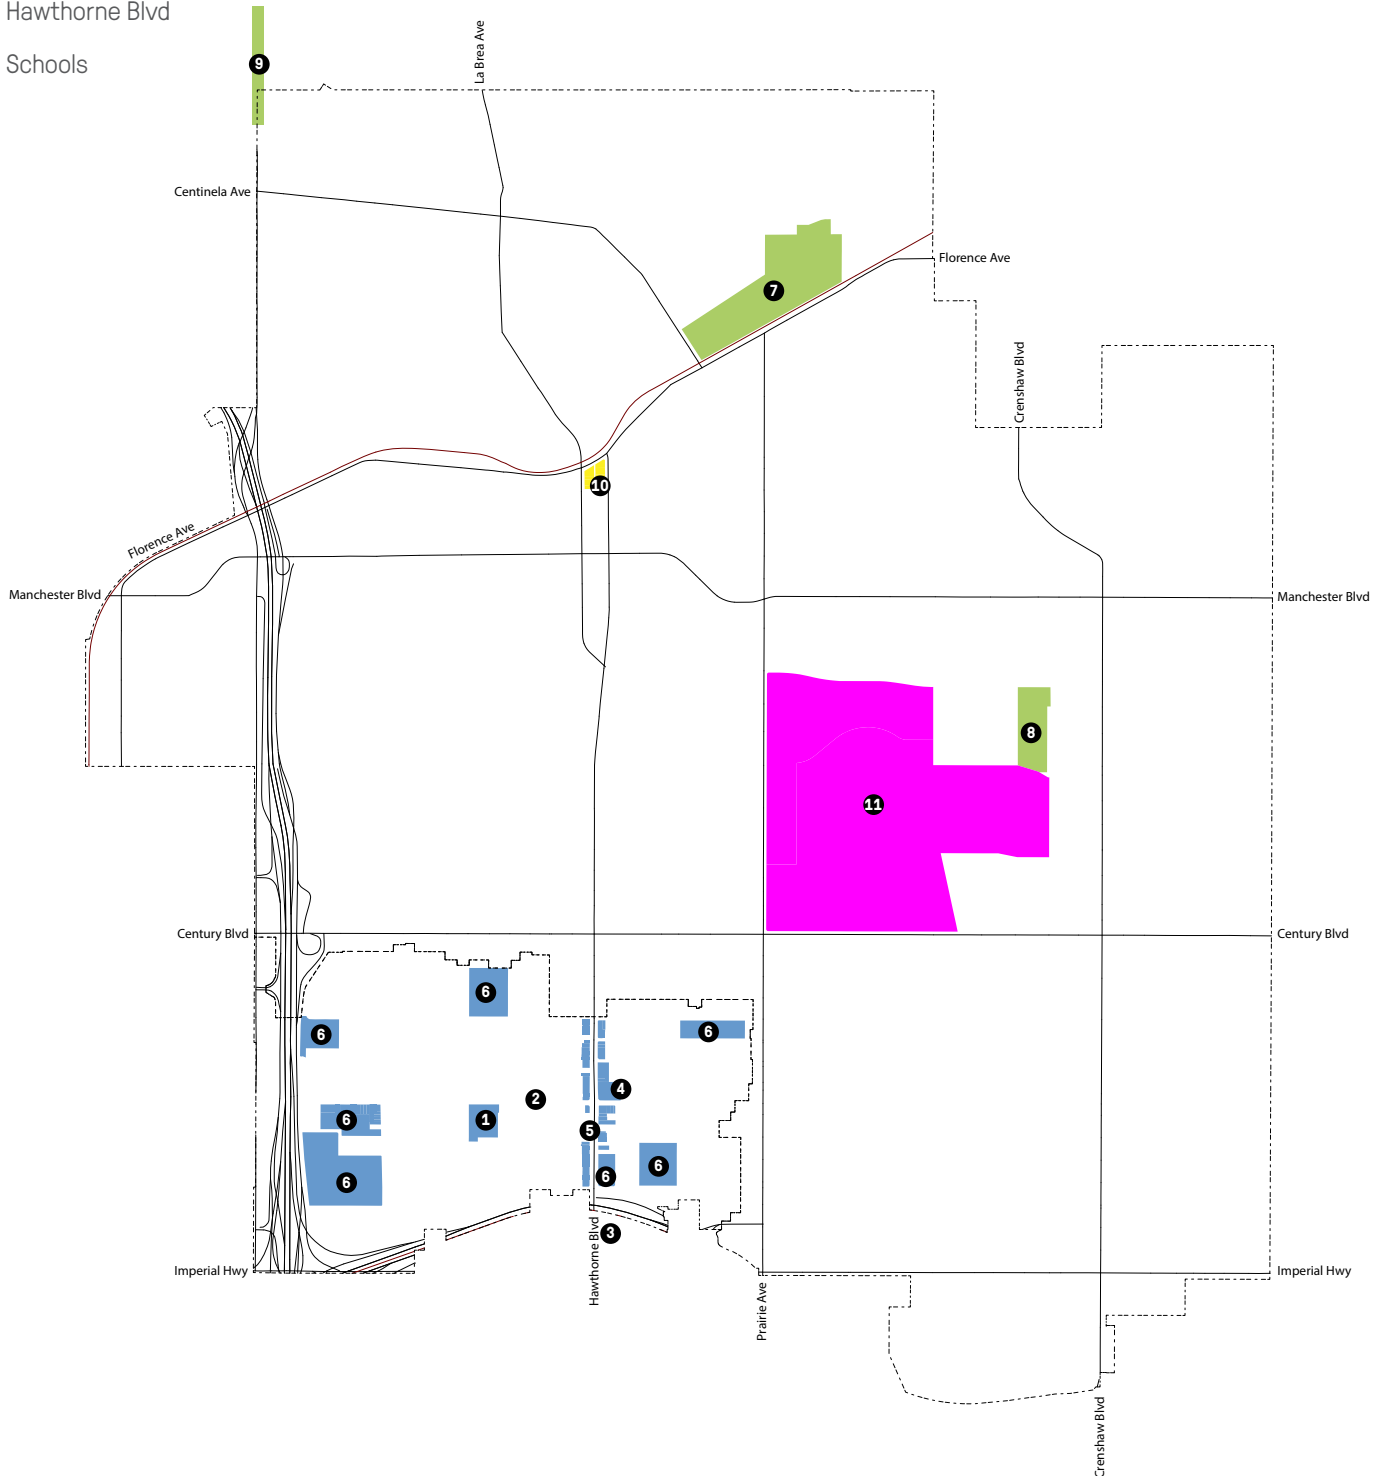 Hawthorne Blvd
Schools
9
La Brea Ave
Centinela Ave
7
Florence Ave
Crenshaw Blvd
10
Florence Ave
Manchester Blvd
Manchester Blvd
8
11
Century Blvd
Century Blvd
6
6
6
4
2
6
1
5
6
6
6
3
Hawthorne Blvd
Imperial Hwy
Imperial Hwy
Prairie Ave
Crenshaw Blvd